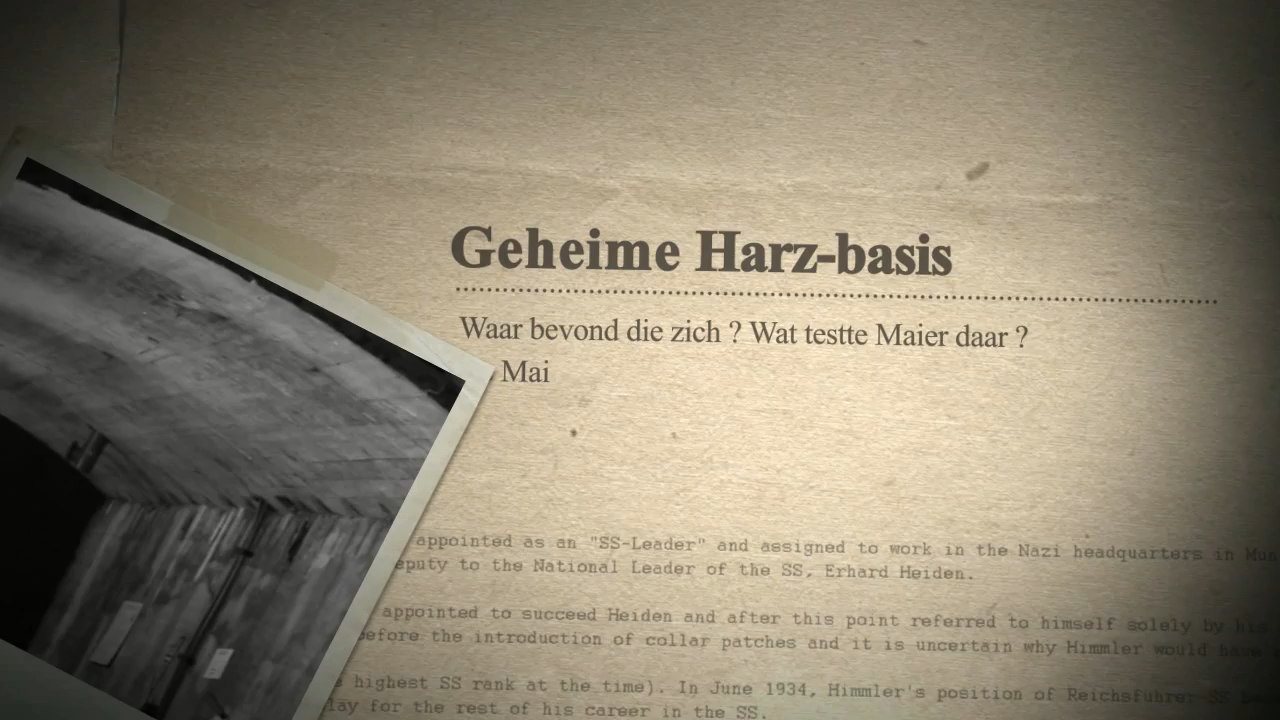 Geheime Harz-basis
Waar bevond die zich ? Wat testte Maier daar ?
Mai
appointed as an "SS-Leader" and assigned to work in the Nazi headquarters in
to the National Leader of the SS, Erhard Heiden.
appointed to succeed Heiden and after this point referred to himself solely by his
before the introduction of collar patches and it is uncertain why Himmler would have
highest SS rank at the time). In June 1934, Himmler's position of Reichsfuhrer-SS
for the rest of his career in the SS.